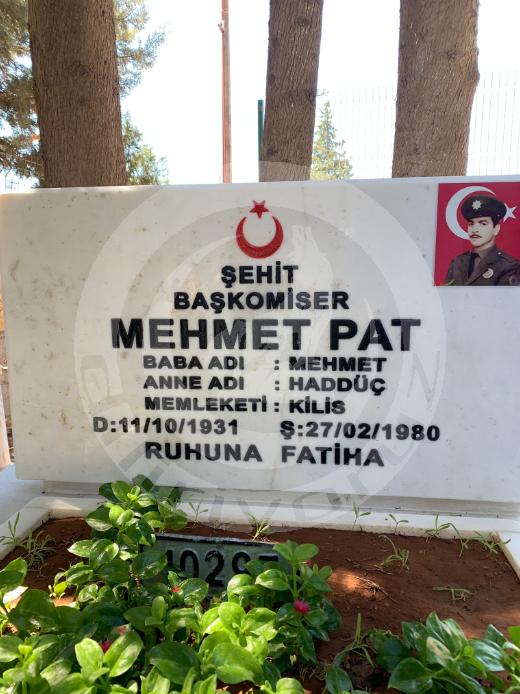 ŞEHİT
BAŞKOMİSER
MEHMET PAT
BABA ADI : MEHMET
ANNE ADI : HADDÜÇ
MEMLEKETİ : KİLİS
D:11/10/1931 Ş:27/02/1980
RUHUNA FATİHA